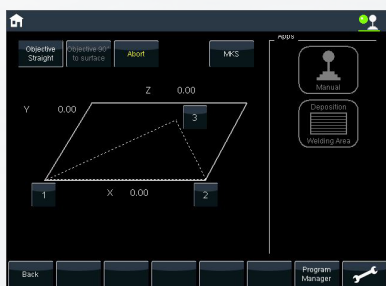 Apps
Objective
Straight
Objective 90°
to surface
Abort
MKS
Manual
Z 0.00
Y 0.00
3
Deposition
Welding Area
1
X 0.00
2
Back
Program
Manager